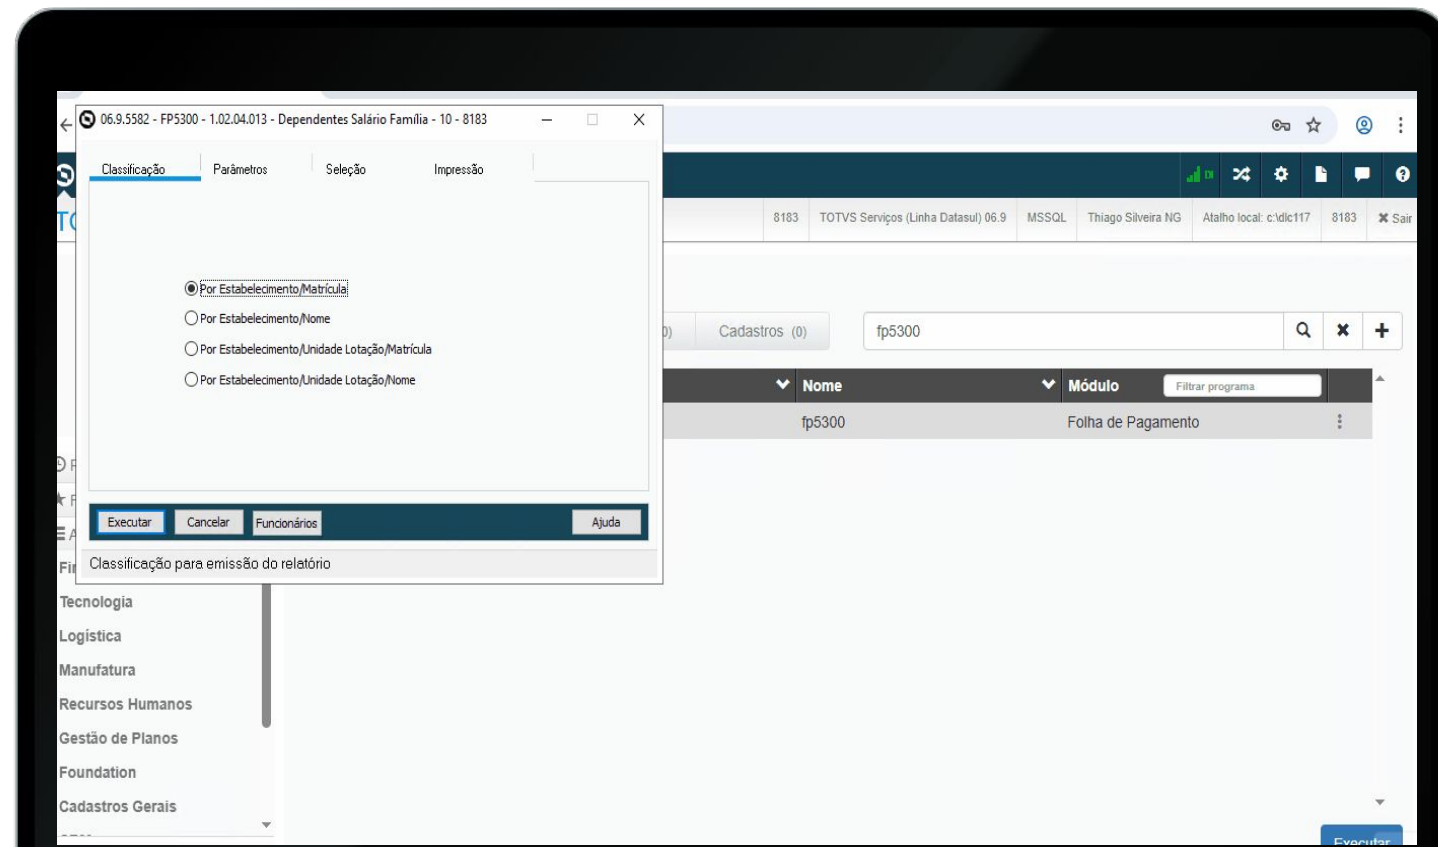 06.9.5582 - FP5300 - 1.02.04.013 - Dependentes Salário Família - 10 - 8183
Classificação Parâmetros Seleção Impressão
8183 TOTVS Serviços (Linha Datasul) 06.9 MSSQL Thiago Silveira NG Atalho local: c:\dlc117 8183 Sair
Por Estabelecimento/Matrícula
Por Estabelecimento/Nome
Por Estabelecimento/Unidade Lotação/Matrícula
Por Estabelecimento/Unidade Lotação/Nome
Cadastros (0) fp5300
Nome Módulo Filtrar programa
fp5300 Folha de Pagamento
Executar Cancelar Funcionários Ajuda
Classificação para emissão do relatório
Tecnologia
Logística
Manufatura
Recursos Humanos
Gestão de Planos
Foundation
Cadastros Gerais
Executar